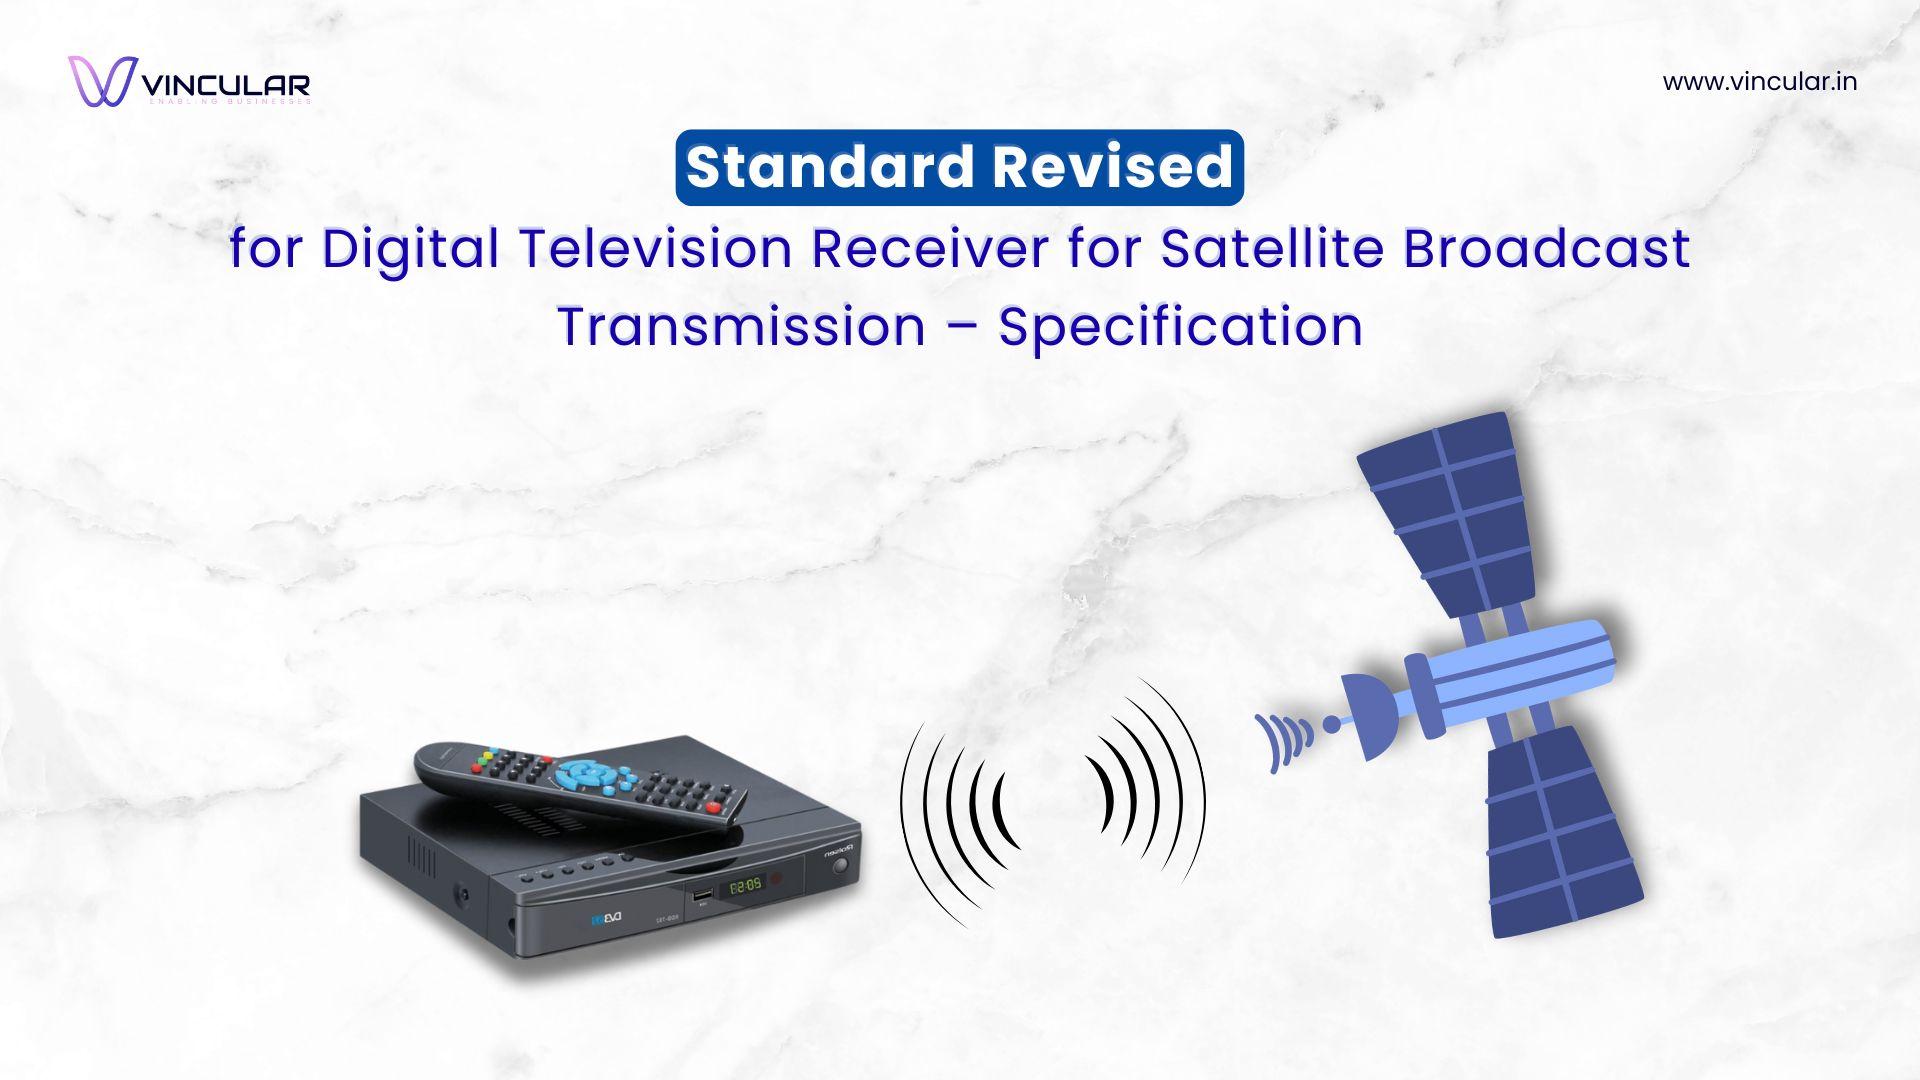 VINCULAR
ENABLING BUSINESSES
www.vincular.in
Standard Revised
for Digital Television Receiver for Satellite Broadcast
Transmission – Specification